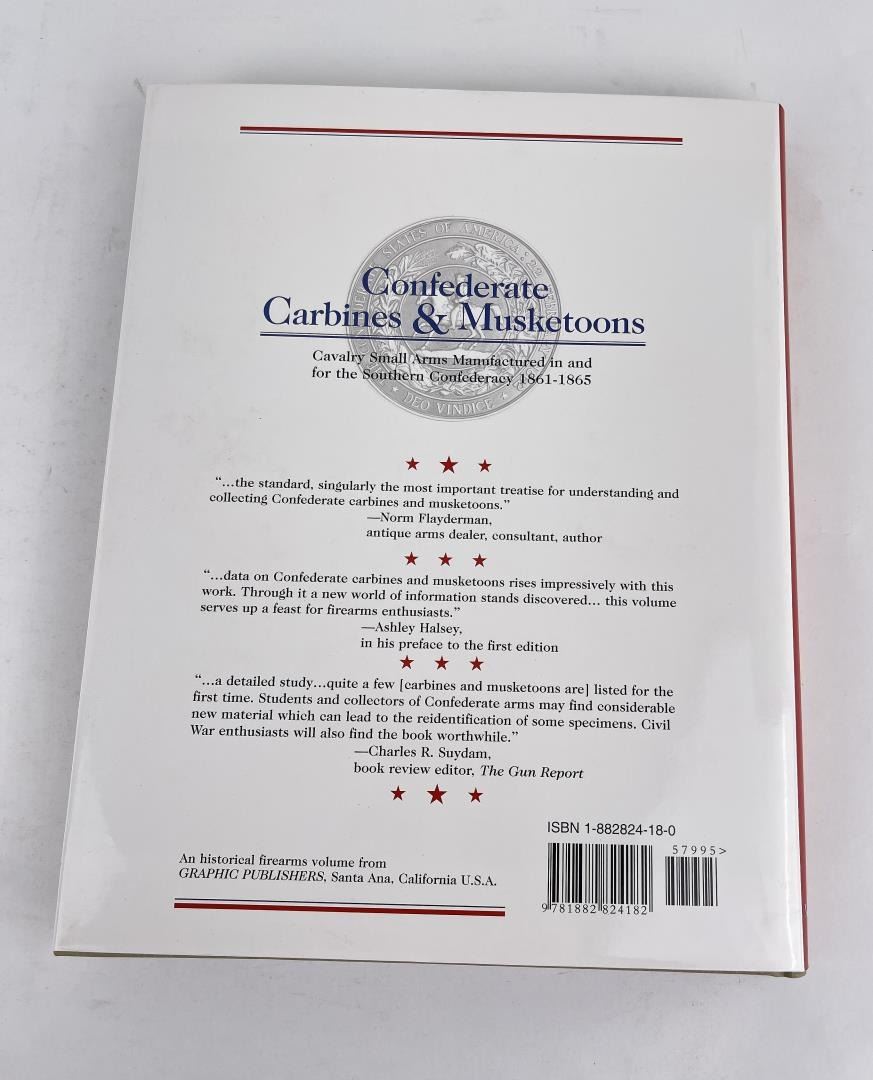 STATES OF AMERICA: 22
Confederate
Carbines & Musketoons
Cavalry Small Arms Manufactured in and
for the Southern Confederacy 1861-1865
DEO VINDICE
“...the standard, singularly the most important treatise for understanding and
collecting Confederate carbines and musketoons.”
—Norm Flayderman,
antique arms dealer, consultant, author
“...data on Confederate carbines and musketoons rises impressively with this
work. Through it a new world of information stands discovered... this volume
serves up a feast for firearms enthusiasts.”
—Ashley Halsey,
in his preface to the first edition
“...a detailed study...quite a few [carbines and musketoons are] listed for the
first time. Students and collectors of Confederate arms may find considerable
new material which can lead to the reidentification of some specimens. Civil
War enthusiasts will also find the book worthwhile.”
—Charles R. Suydam,
book review editor, The Gun Report
ISBN 1-882824-18-0
57995>
9 781882 824182
An historical firearms volume from
GRAPHIC PUBLISHERS, Santa Ana, California U.S.A.